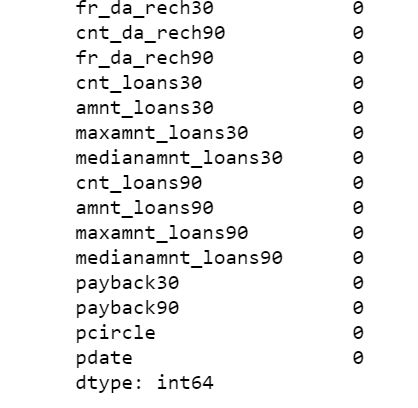 fr_da_rech30 0
cnt_da_rech90 0
fr_da_rech90 0
cnt_loans30 0
amnt_loans30 0
maxamnt_loans30 0
medianamnt_loans30 0
cnt_loans90 0
amnt_loans90 0
maxamnt_loans90 0
medianamnt_loans90 0
payback30 0
payback90 0
pcircle 0
pdate 0
dtype: int64